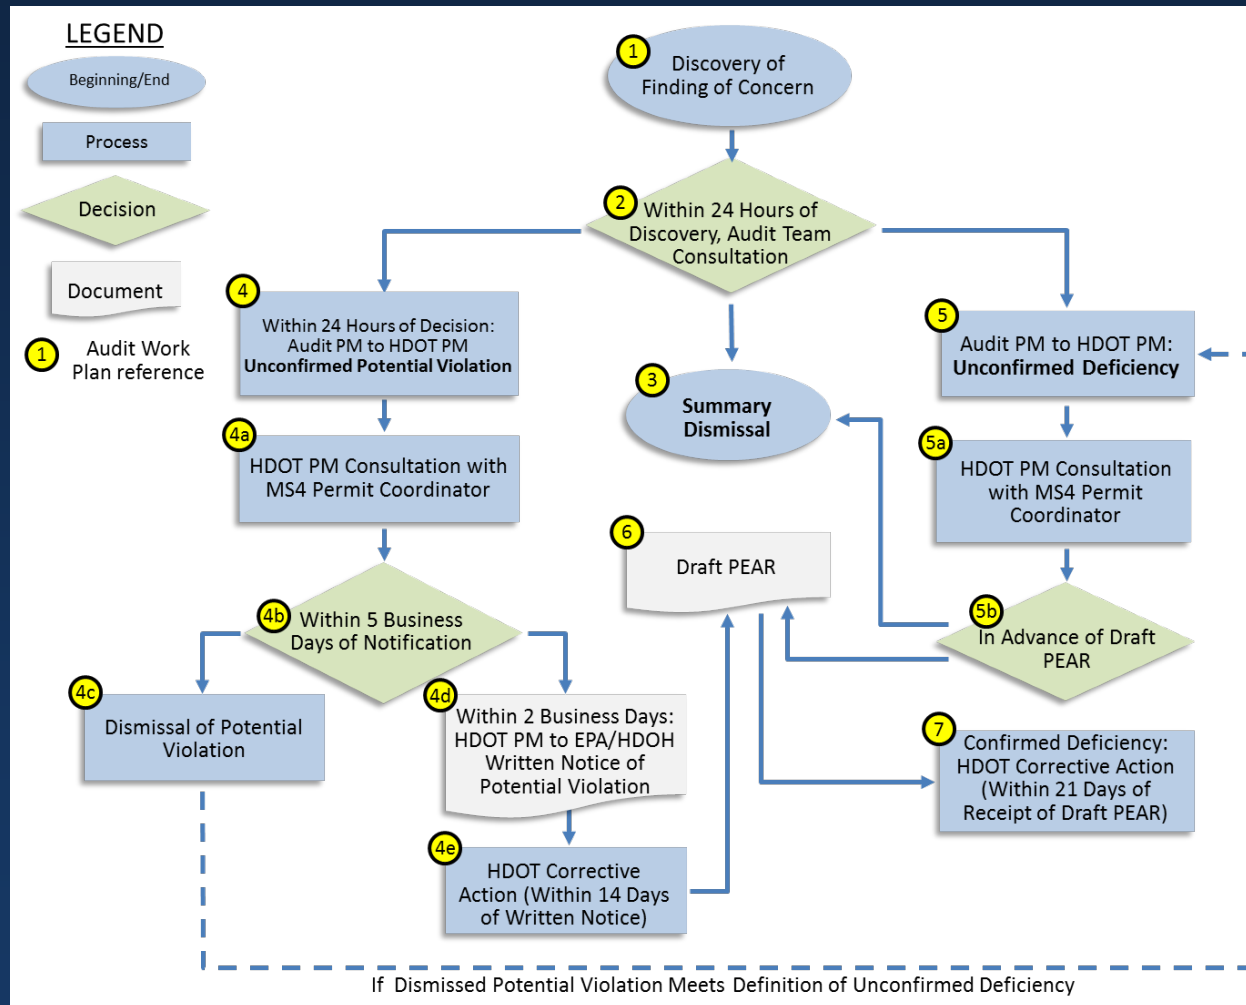 LEGEND
Beginning/End
Process
Decision
Document
1
Audit Work
Plan reference
1
Discovery of
Finding of Concern
2
Within 24 Hours of
Discovery, Audit Team
Consultation
3
Summary
Dismissal
4
Within 24 Hours of Decision:
Audit PM to HDOT PM
Unconfirmed Potential Violation
4a
HDOT PM Consultation with
MS4 Permit Coordinator
4b
Within 5 Business
Days of Notification
4c
Dismissal of Potential
Violation
4d
Within 2 Business Days:
HDOT PM to EPA/HDOH
Written Notice of
Potential Violation
4e
HDOT Corrective
Action (Within 14 Days
of Written Notice)
5
Audit PM to HDOT PM:
Unconfirmed Deficiency
5a
HDOT PM Consultation
with MS4 Permit
Coordinator
5b
In Advance of Draft
PEAR
6
Draft PEAR
7
Confirmed Deficiency:
HDOT Corrective Action
(Within 21 Days of
Receipt of Draft PEAR)
If Dismissed Potential Violation Meets Definition of Unconfirmed Deficiency